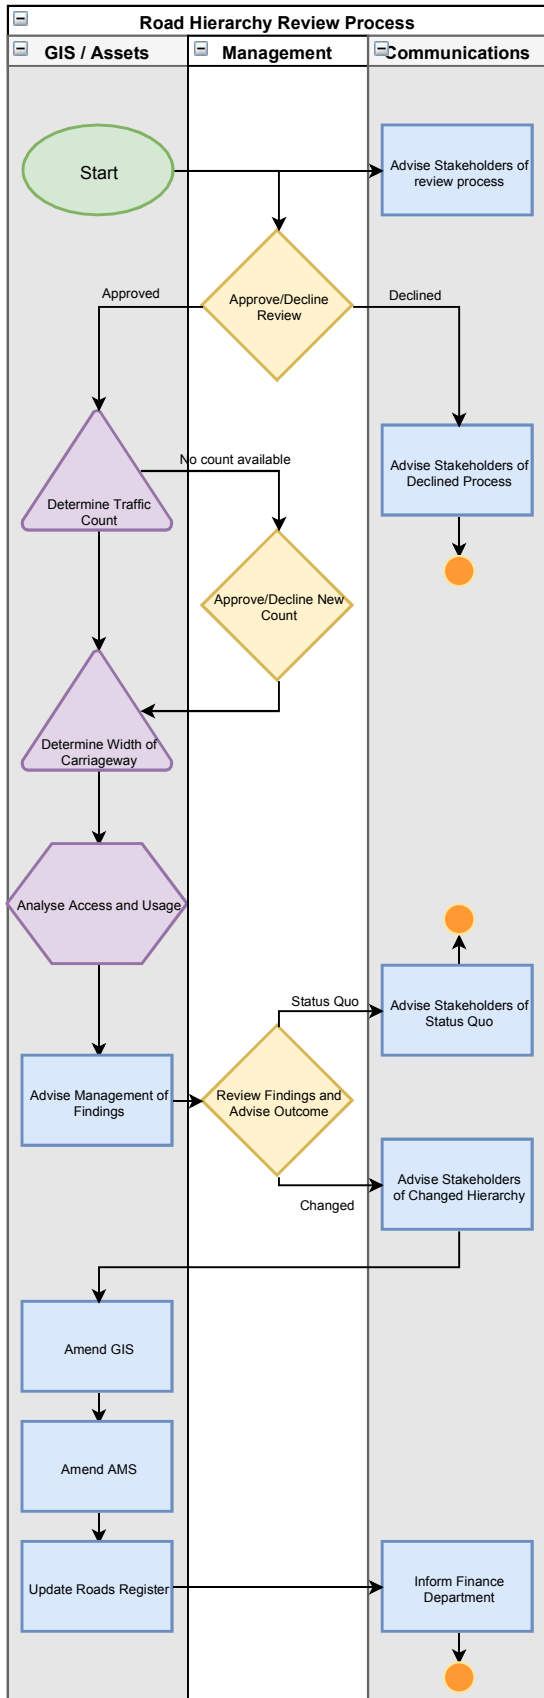 Road Hierarchy Review Process
GIS / Assets
Management
Communications
Start
Advise Stakeholders of
review process
Approve/Decline
Review
Approved
Declined
Determine Traffic
Count
No count available
Advise Stakeholders of
Declined Process
Approve/Decline New
Count
Determine Width of
Carriageway
Analyse Access and Usage
Status Quo
Advise Stakeholders of
Status Quo
Advise Management of
Findings
Review Findings and
Advise Outcome
Changed
Advise Stakeholders
of Changed Hierarchy
Amend GIS
Amend AMS
Update Roads Register
Inform Finance
Department